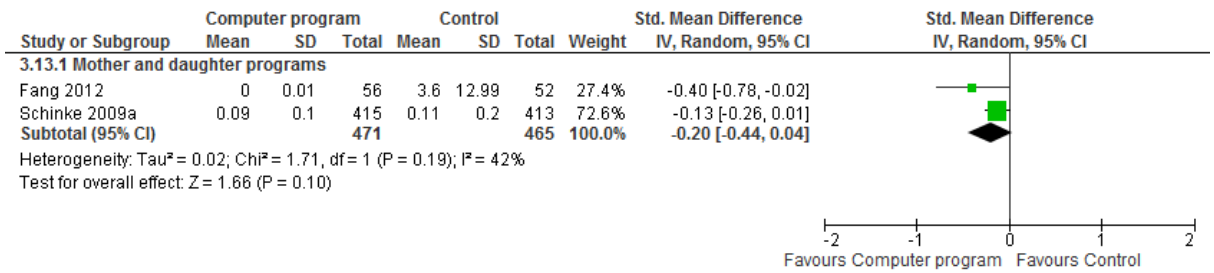 Computer program Control Std. Mean Difference Std. Mean Difference
Study or Subgroup Mean SD Total Mean SD Total Weight IV, Random, 95% CI IV, Random, 95% CI
3.13.1 Mother and daughter programs
Fang 2012 0 0.01 56 3.6 12.99 52 27.4% -0.40 [-0.78, -0.02]
Schinke 2009a 0.09 0.1 415 0.11 0.2 413 72.6% -0.13 [-0.26, 0.01]
Subtotal (95% CI) 471 465 100.0% -0.20 [-0.44, 0.04]
Heterogeneity: Tau² = 0.02; Chi² = 1.71, df = 1 (P = 0.19); I² = 42%
Test for overall effect: Z = 1.66 (P = 0.10)
-2 -1 0 1 2
Favours Computer program Favours Control